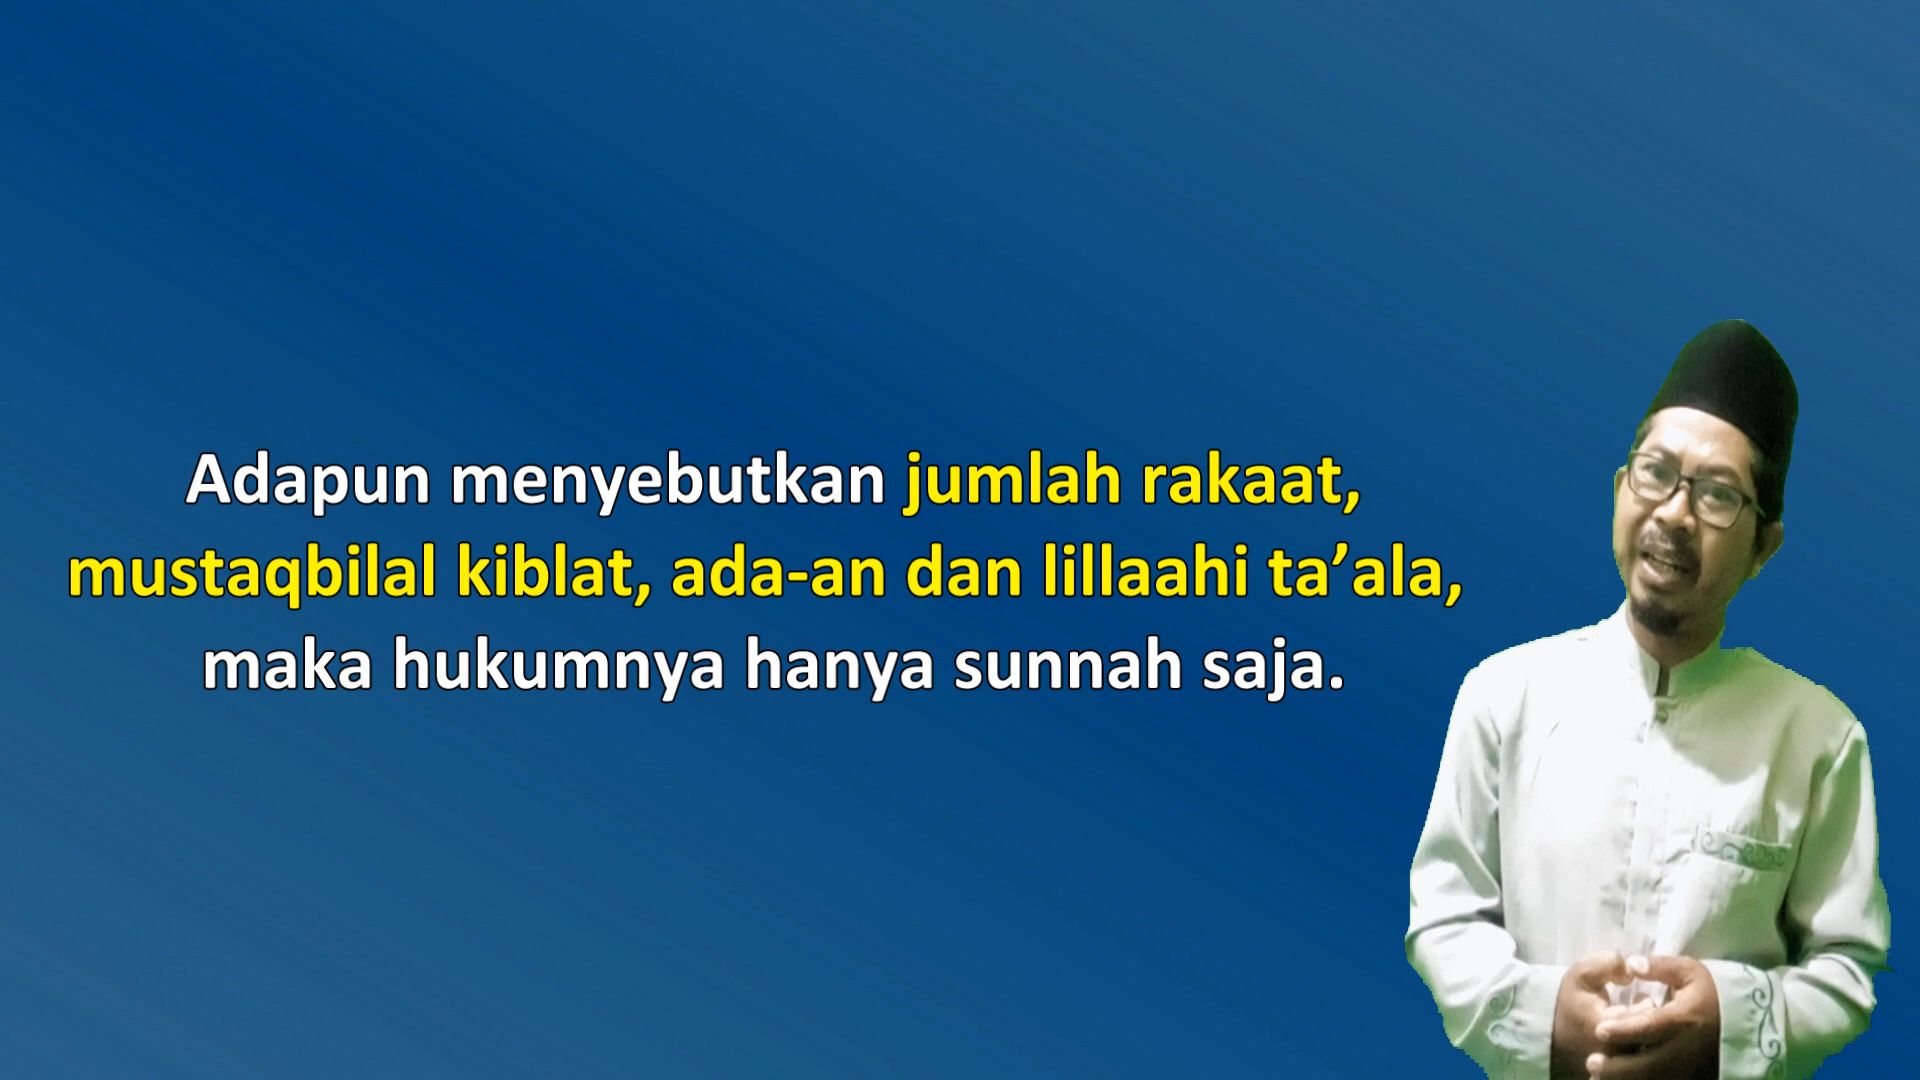 Adapun menyebutkan jumlah rakaat,
mustaqbilal kiblat, ada-an dan lillaahi ta’ala,
maka hukumnya hanya sunnah saja.